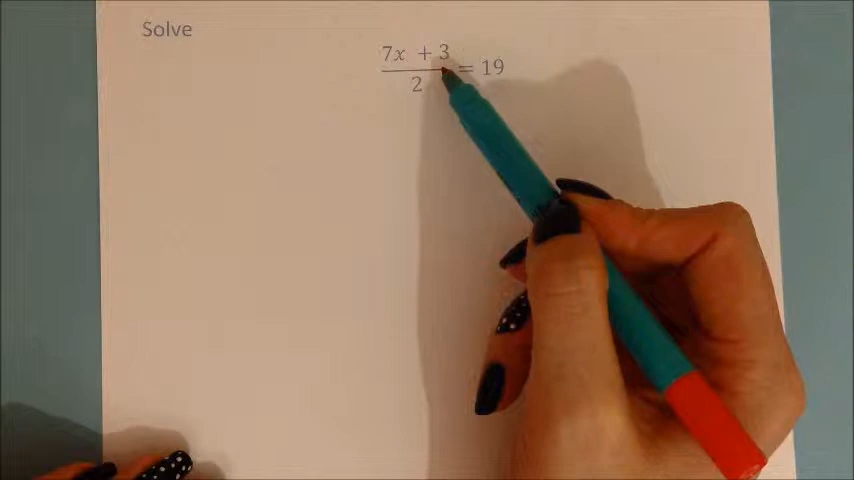 Solve
7x + 3
2
= 19